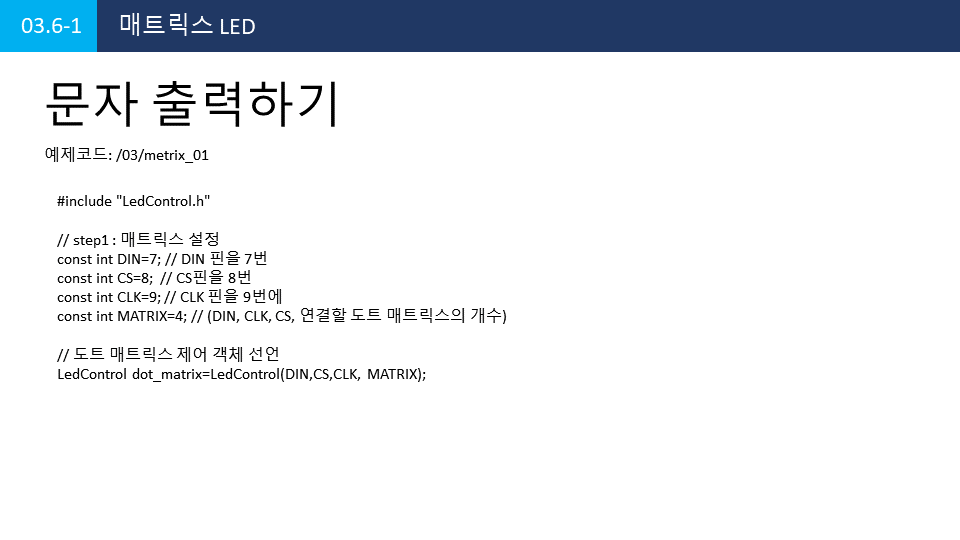 03.6-1 매트릭스 LED
문자 출력하기
예제코드: /03/metrix_01
#include "LedControl.h"
// step1 : 매트릭스 설정
const int DIN=7; // DIN 핀을 7번
const int CS=8;  // CS핀을 8번
const int CLK=9; // CLK 핀을 9번에
const int MATRIX=4; // (DIN, CLK, CS, 연결할 도트 매트릭스의 개수)
// 도트 매트릭스 제어 객체 선언
LedControl dot_matrix=LedControl(DIN,CS,CLK, MATRIX);